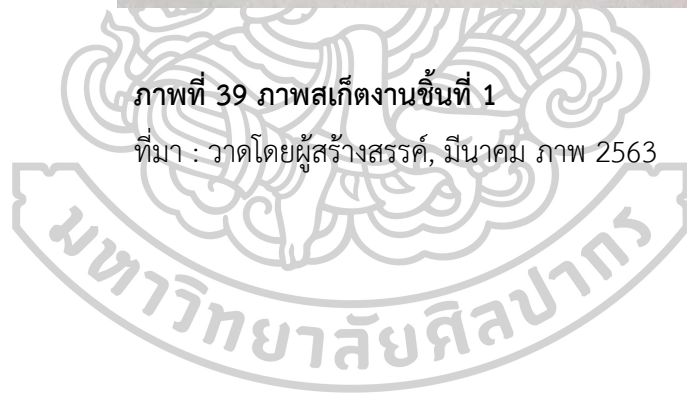 ภาพที่ 39 ภาพสเก็ตงานชิ้นที่ 1
ที่มา : วาดโดยผู้สร้างสรรค์, มีนาคม ภาพ 2563
มหาวิทยาลัยศิลปากร